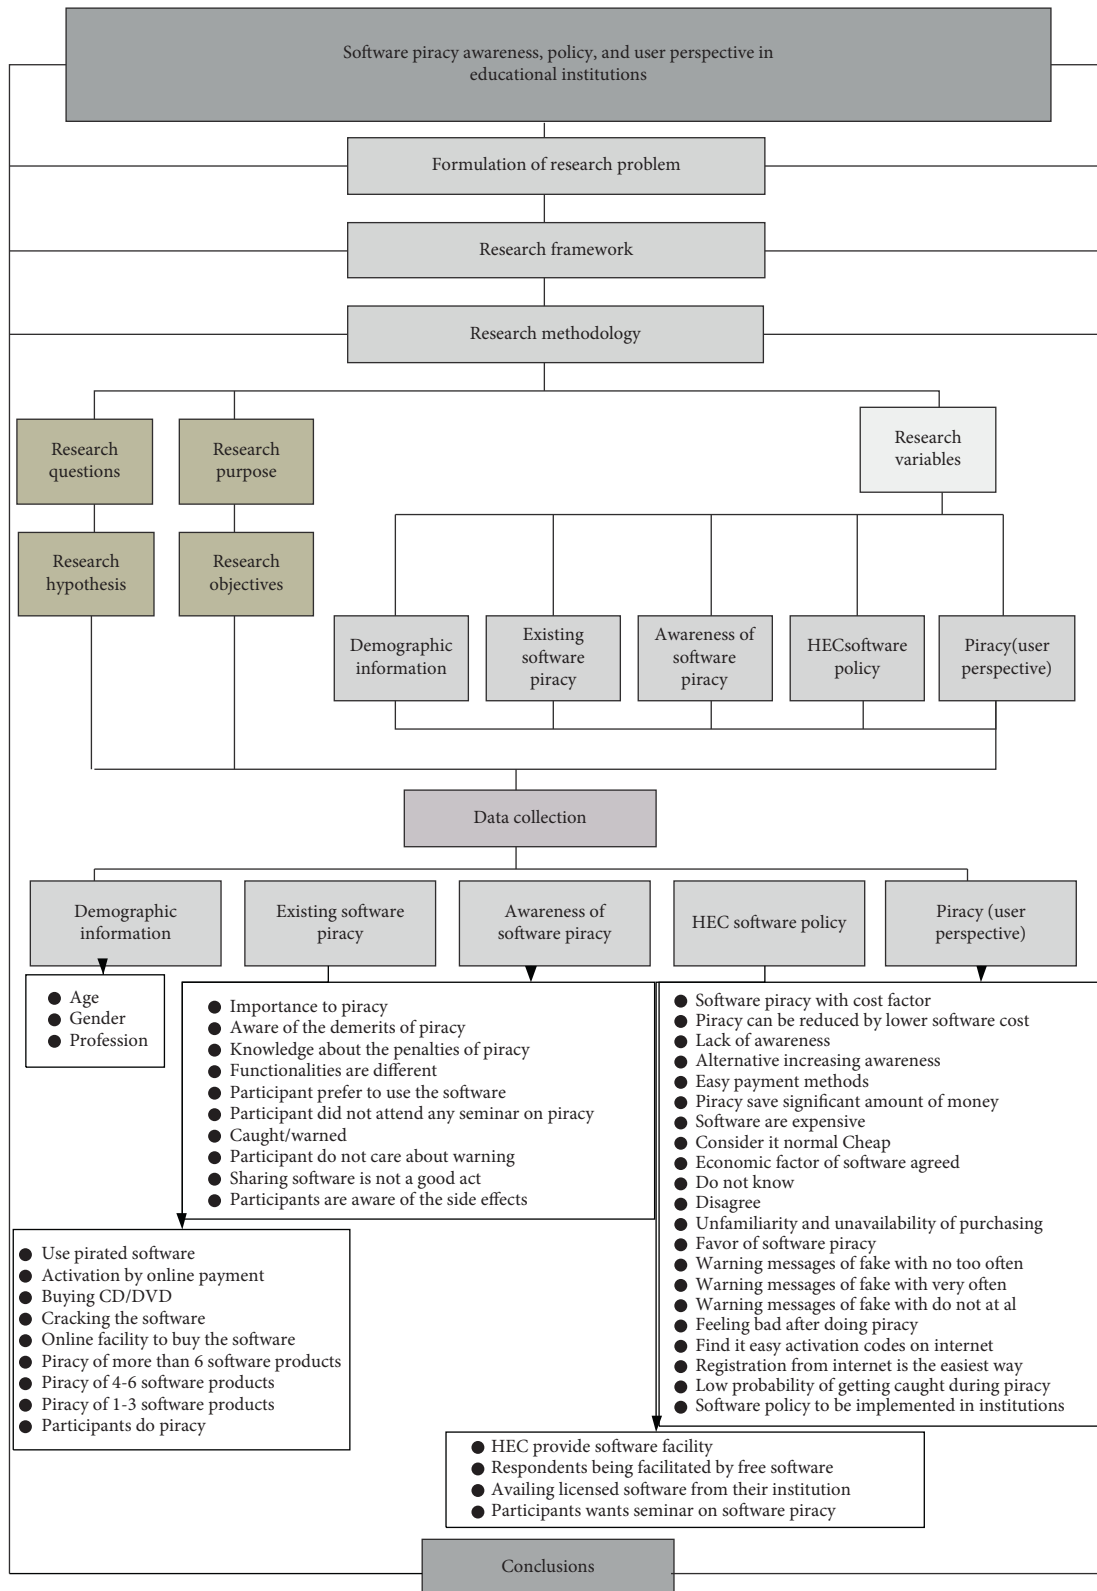 Software piracy awareness, policy, and user perspective in
educational institutions
Formulation of research problem
Research framework
Research methodology
Research
questions
Research
purpose
Research
variables
Research
hypothesis
Research
objectives
Demographic
information
Existing
software
piracy
Awareness of
software
piracy
HECsoftware
policy
Piracy(user
perspective)
Data collection
Demographic
information
Existing software
piracy
Awareness of
software piracy
HEC software policy
Piracy (user
perspective)
● Age
● Gender
● Profession
● Importance to piracy
● Aware of the demerits of piracy
● Knowledge about the penalties of piracy
● Functionalities are different
● Participant prefer to use the software
● Participant did not attend any seminar on piracy
● Caught/warned
● Participant do not care about warning
● Sharing software is not a good act
● Participants are aware of the side effects
● Software piracy with cost factor
● Piracy can be reduced by lower software cost
● Lack of awareness
● Alternative increasing awareness
● Easy payment methods
● Piracy save significant amount of money
● Software are expensive
● Consider it normal Cheap
● Economic factor of software agreed
● Do not know
● Disagree
● Unfamiliarity and unavailability of purchasing
● Favor of software piracy
● Warning messages of fake with no too often
● Warning messages of fake with very often
● Warning messages of fake with do not at al
● Feeling bad after doing piracy
● Find it easy activation codes on internet
● Registration from internet is the easiest way
● Low probability of getting caught during piracy
● Software policy to be implemented in institutions
● Use pirated software
● Activation by online payment
● Buying CD/DVD
● Cracking the software
● Online facility to buy the software
● Piracy of more than 6 software products
● Piracy of 4-6 software products
● Piracy of 1-3 software products
● Participants do piracy
● HEC provide software facility
● Respondents being facilitated by free software
● Availing licensed software from their institution
● Participants wants seminar on software piracy
Conclusions